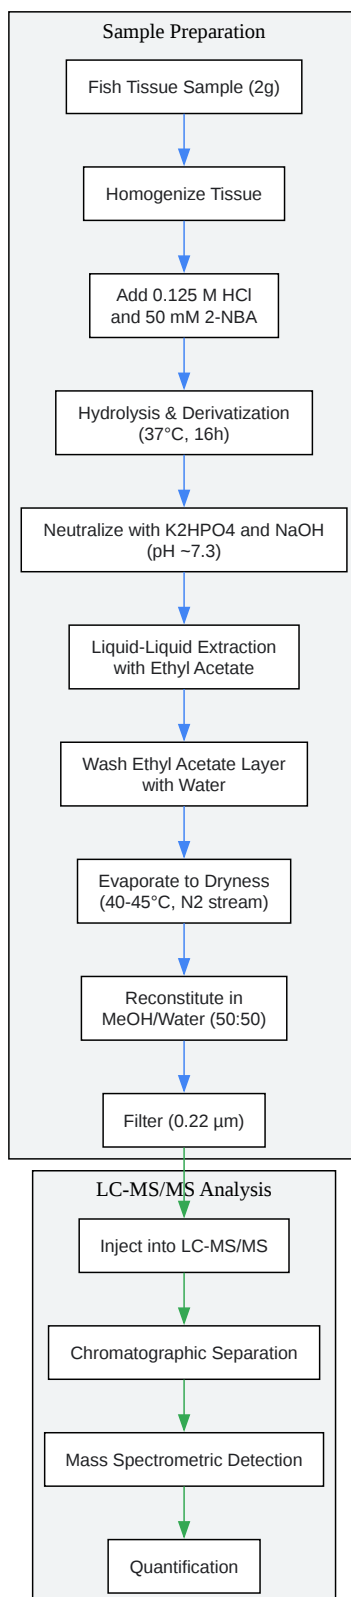 Sample Preparation
Fish Tissue Sample (2g)
Homogenize Tissue
Add 0.125 M HCl
and 50 mM 2-NBA
Hydrolysis & Derivatization
(37°C, 16h)
Neutralize with K2HPO4 and NaOH
(pH ~7.3)
Liquid-Liquid Extraction
with Ethyl Acetate
Wash Ethyl Acetate Layer
with Water
Evaporate to Dryness
(40-45°C, N2 stream)
Reconstitute in
MeOH/Water (50:50)
Filter (0.22 µm)
LC-MS/MS Analysis
Inject into LC-MS/MS
Chromatographic Separation
Mass Spectrometric Detection
Quantification